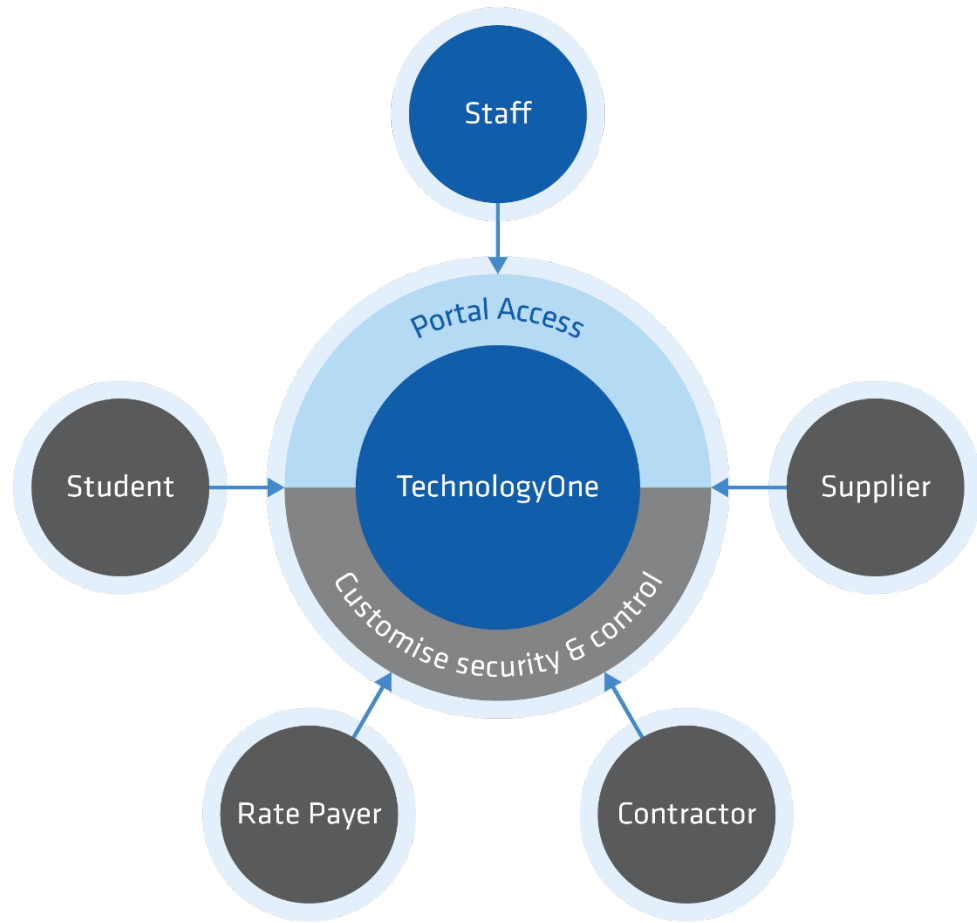 Staff
Portal Access
Student
TechnologyOne
Supplier
Customise security & control
Rate Payer
Contractor